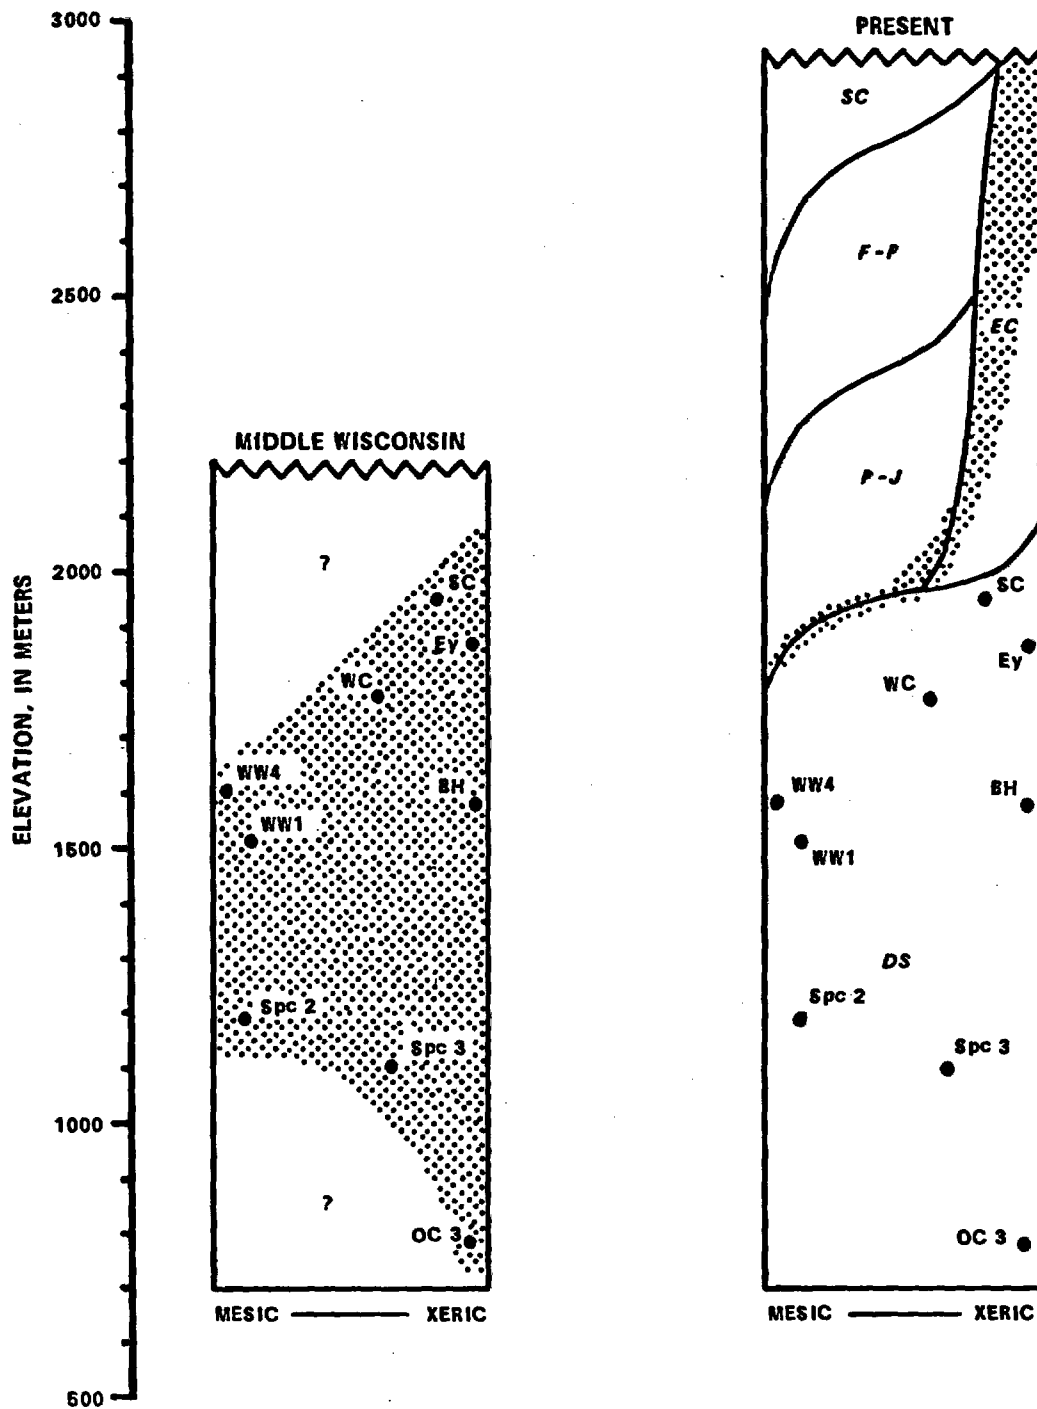 3000
2500
2000
1500
1000
500
ELEVATION, IN METERS
MIDDLE WISCONSIN
?
SC
Ey
WC
WW4
BH
WW1
Spc 2
Spc 3
?
OC 3
MESIC XERIC
PRESENT
SC
F-P
EC
P-J
SC
Ey
WC
WW4
BH
WW1
DS
Spc 2
Spc 3
OC 3
MESIC XERIC